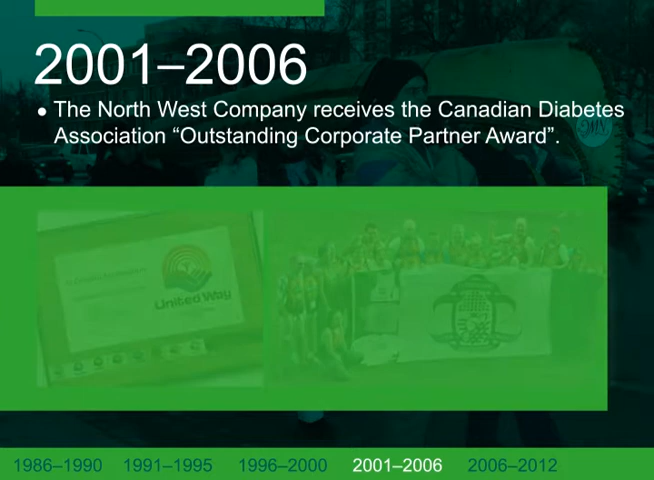 2001–2006
• The North West Company receives the Canadian Diabetes
Association “Outstanding Corporate Partner Award”.
United Way
1986–1990 1991–1995 1996–2000 2001–2006 2006–2012